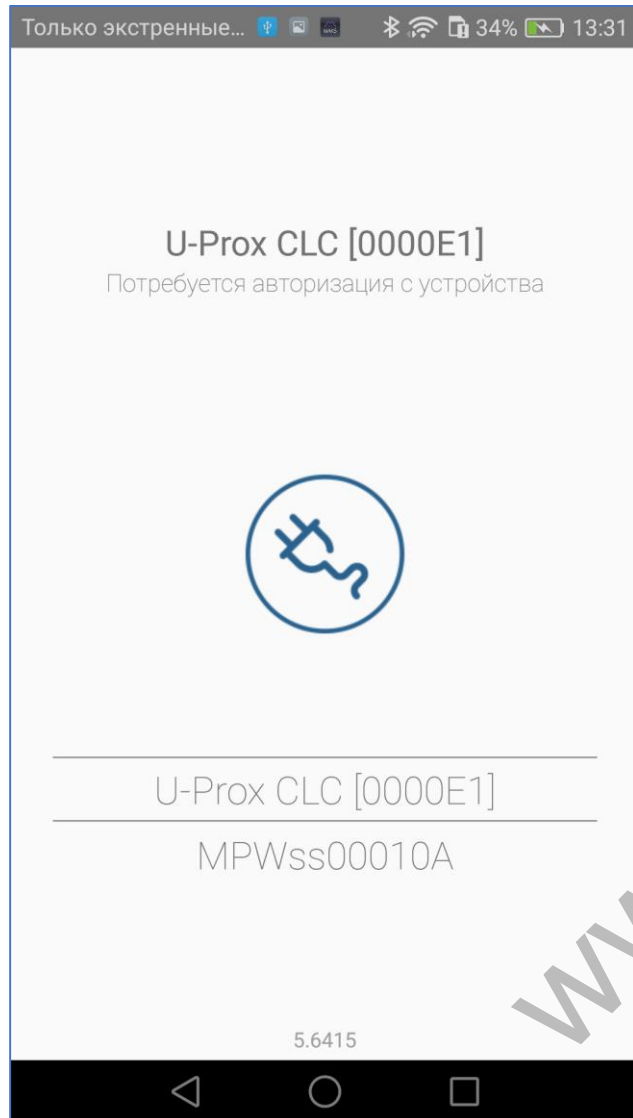 Только экстренные... 34% 13:31
U-Prox CLC [0000E1]
Потребуется авторизация с устройства
U-Prox CLC [0000E1]
MPWss00010A
5.6415